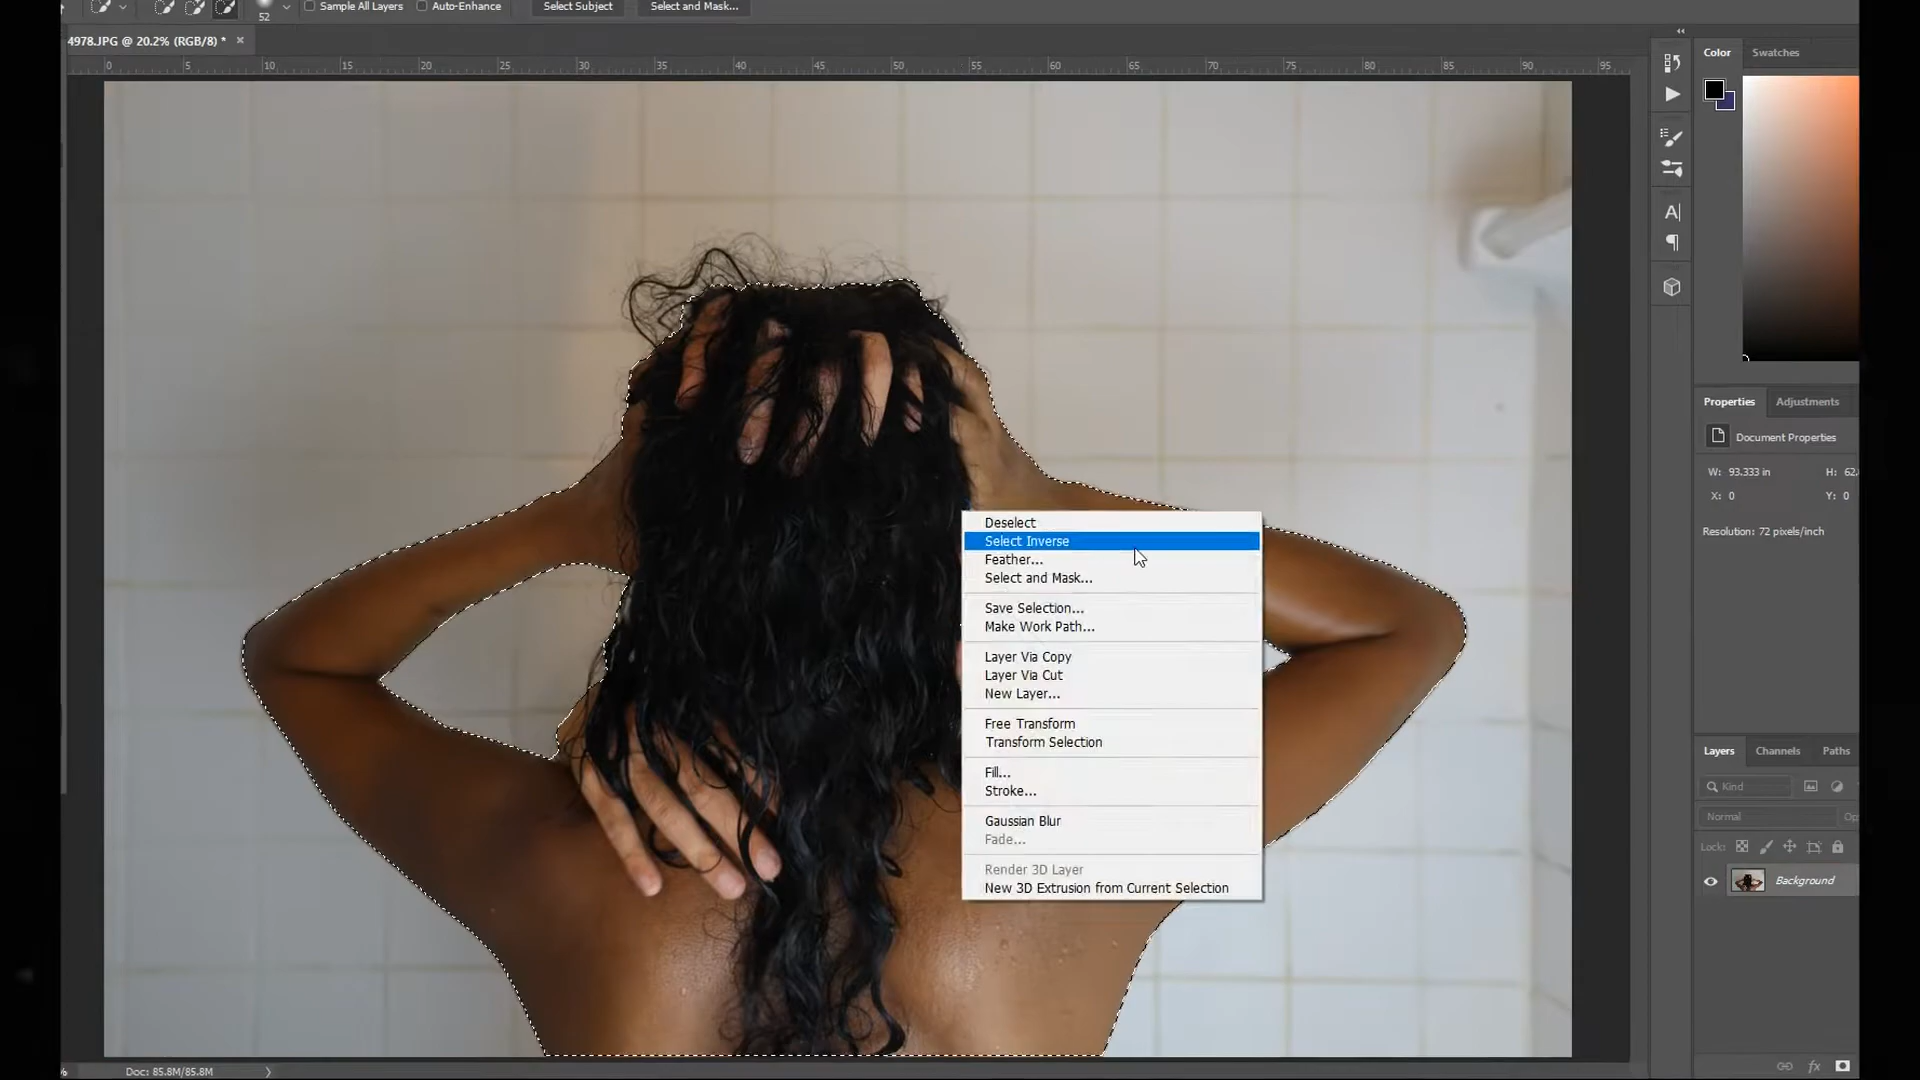 Sample All Layers
Auto-Enhance
Select Subject
Select and Mask...
52
4978.JPG @ 20.2% (RGB/8) *
0 5 10 15 20 25 30 35 40 45 50 55 60 65 70 75 80 85 90 95
Color
Swatches
Deselect
Select Inverse
Feather...
Select and Mask...
Save Selection...
Make Work Path...
Layer Via Copy
Layer Via Cut
New Layer...
Free Transform
Transform Selection
Fill...
Stroke...
Gaussian Blur
Fade...
Render 3D Layer
New 3D Extrusion from Current Selection
Properties
Adjustments
Document Properties
W: 93.333 in H: 62.
X: 0 Y: 0
Resolution: 72 pixels/inch
Layers
Channels
Paths
Kind
Normal
Op
Lock:
Background
fx
% Doc: 85.8M/85.8M